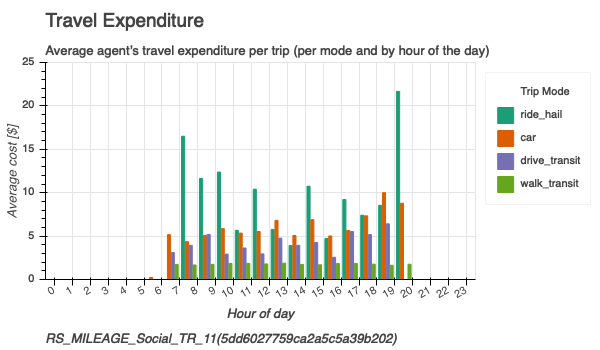 Travel Expenditure
Average agent's travel expenditure per trip (per mode and by hour of the day)
25
20
15
10
5
0
Average cost [$]
0 1 2 3 4 5 6 7 8 9 10 11 12 13 14 15 16 17 18 19 20 21 22 23
Hour of day
Trip Mode
ride_hail
car
drive_transit
walk_transit
RS_MILEAGE_Social_TR_11(5dd6027759ca2a5c5a39b202)